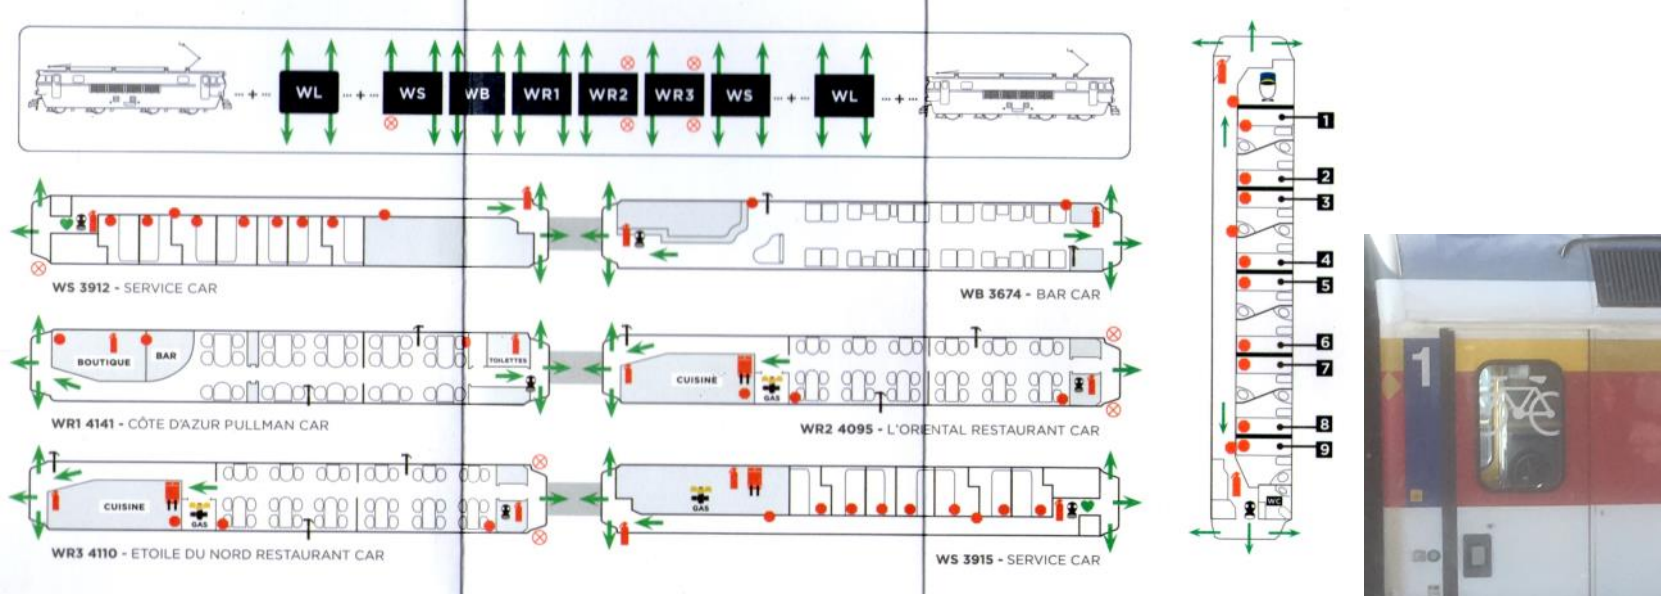 ... + ... WL ... + ... WS WB WR1 WR2 WR3 WS ... + ... WL ... + ...
WS 3912 - SERVICE CAR
WB 3674 - BAR CAR
BOUTIQUE
BAR
TOILETTES
WR1 4141 - CÔTE D'AZUR PULLMAN CAR
CUISINE
GAS
WR2 4095 - L'ORIENTAL RESTAURANT CAR
CUISINE
GAS
WR3 4110 - ETOILE DU NORD RESTAURANT CAR
GAS
WS 3915 - SERVICE CAR
1
2
3
4
5
6
7
8
9
WC
1